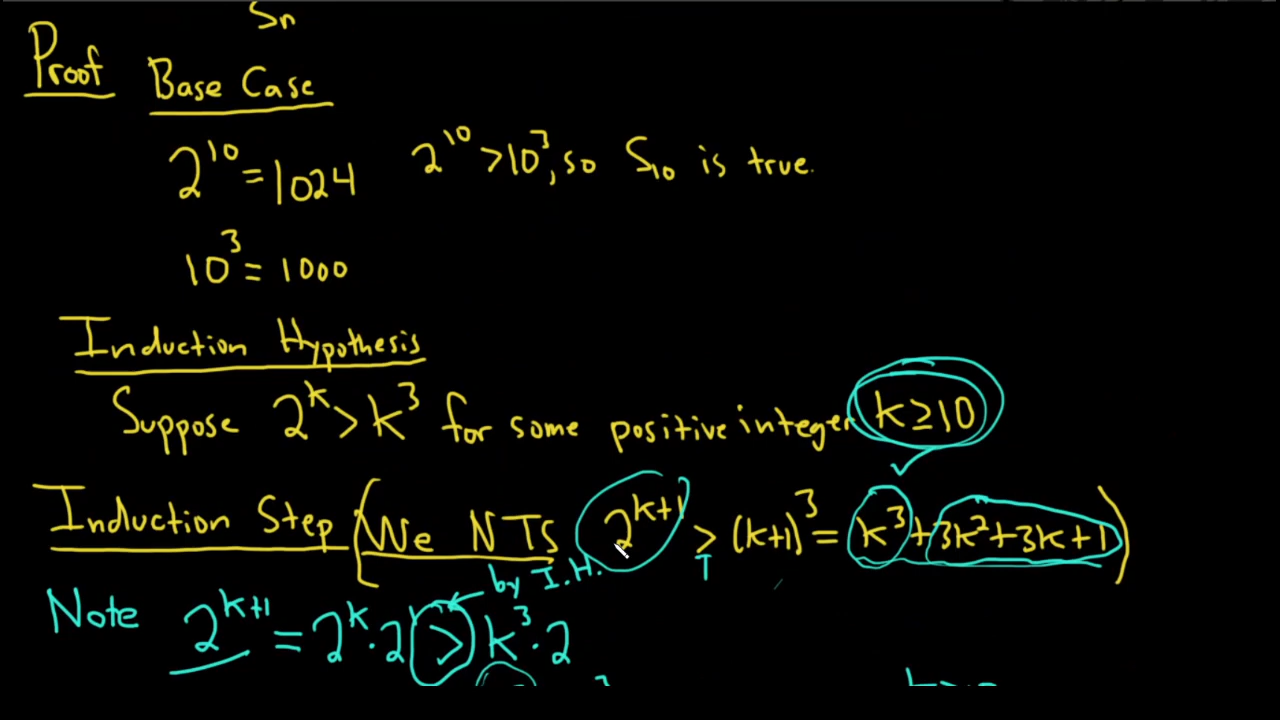 Sn
Proof Base Case
2^10 = 1024 2^10 > 10^3, so S10 is true.
10^3 = 1000
Induction Hypothesis
Suppose 2^k > k^3 for some positive integer k ≥ 10
Induction Step (We NTS 2^k+1 > (k+1)^3 = k^3 + 3k^2 + 3k + 1)
T
by I.H.
Note 2^k+1 = 2^k · 2 > k^3 · 2